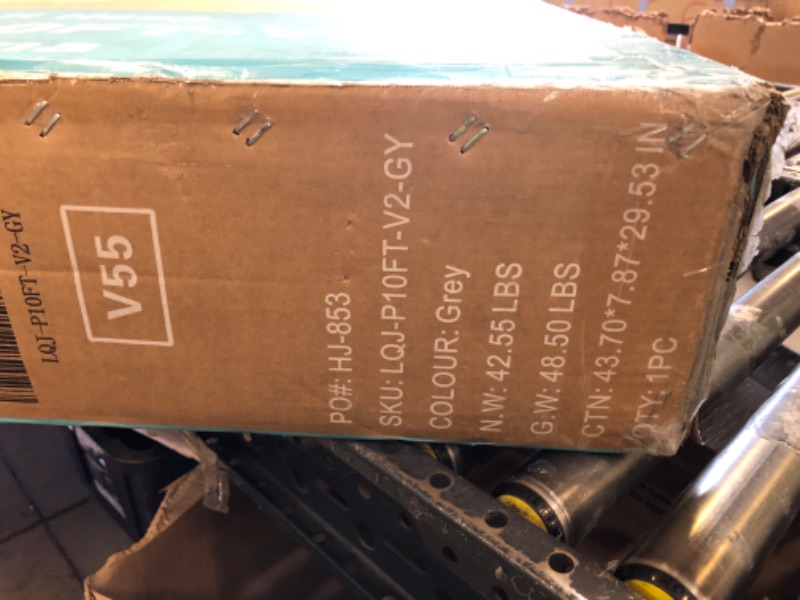 LQJ-P10FT-V2-GY
V55
PO#: HJ-853
SKU: LQJ-P10FT-V2-GY
COLOUR: Grey
N.W: 42.55 LBS
G.W: 48.50 LBS
CTN: 43.70*7.87*29.53 IN
QTY: 1PC